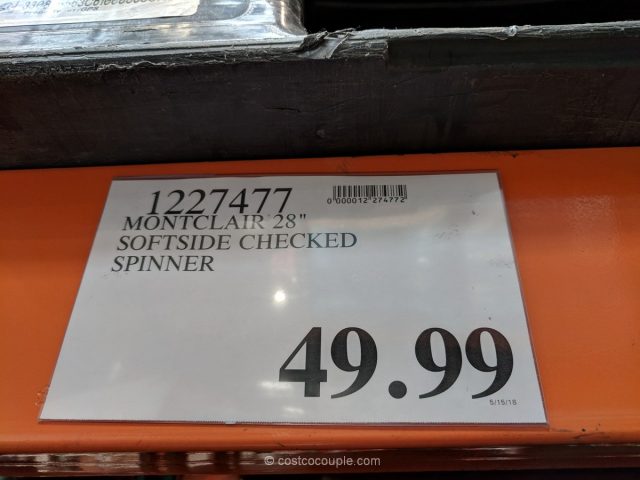 1227477
0 000012 274772
MONTCLAIR 28"
SOFTSIDE CHECKED
SPINNER
49.99
5/15/18
© costcocouple.com